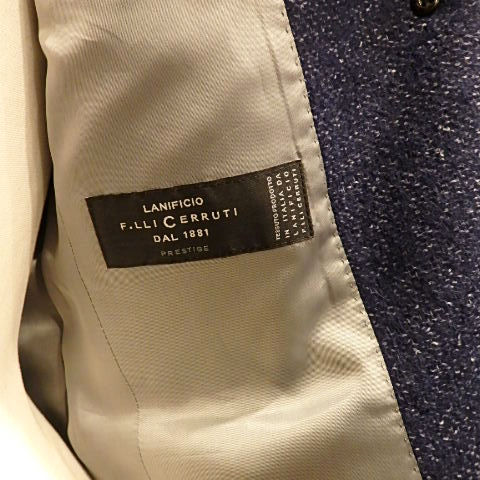 LANIFICIO
F.LLI CERRUTI
DAL 1881
PRESTIGE
TESSUTO PRODOTTO
IN ITALIA DA
LANIFICIO
F.LLI CERRUTI